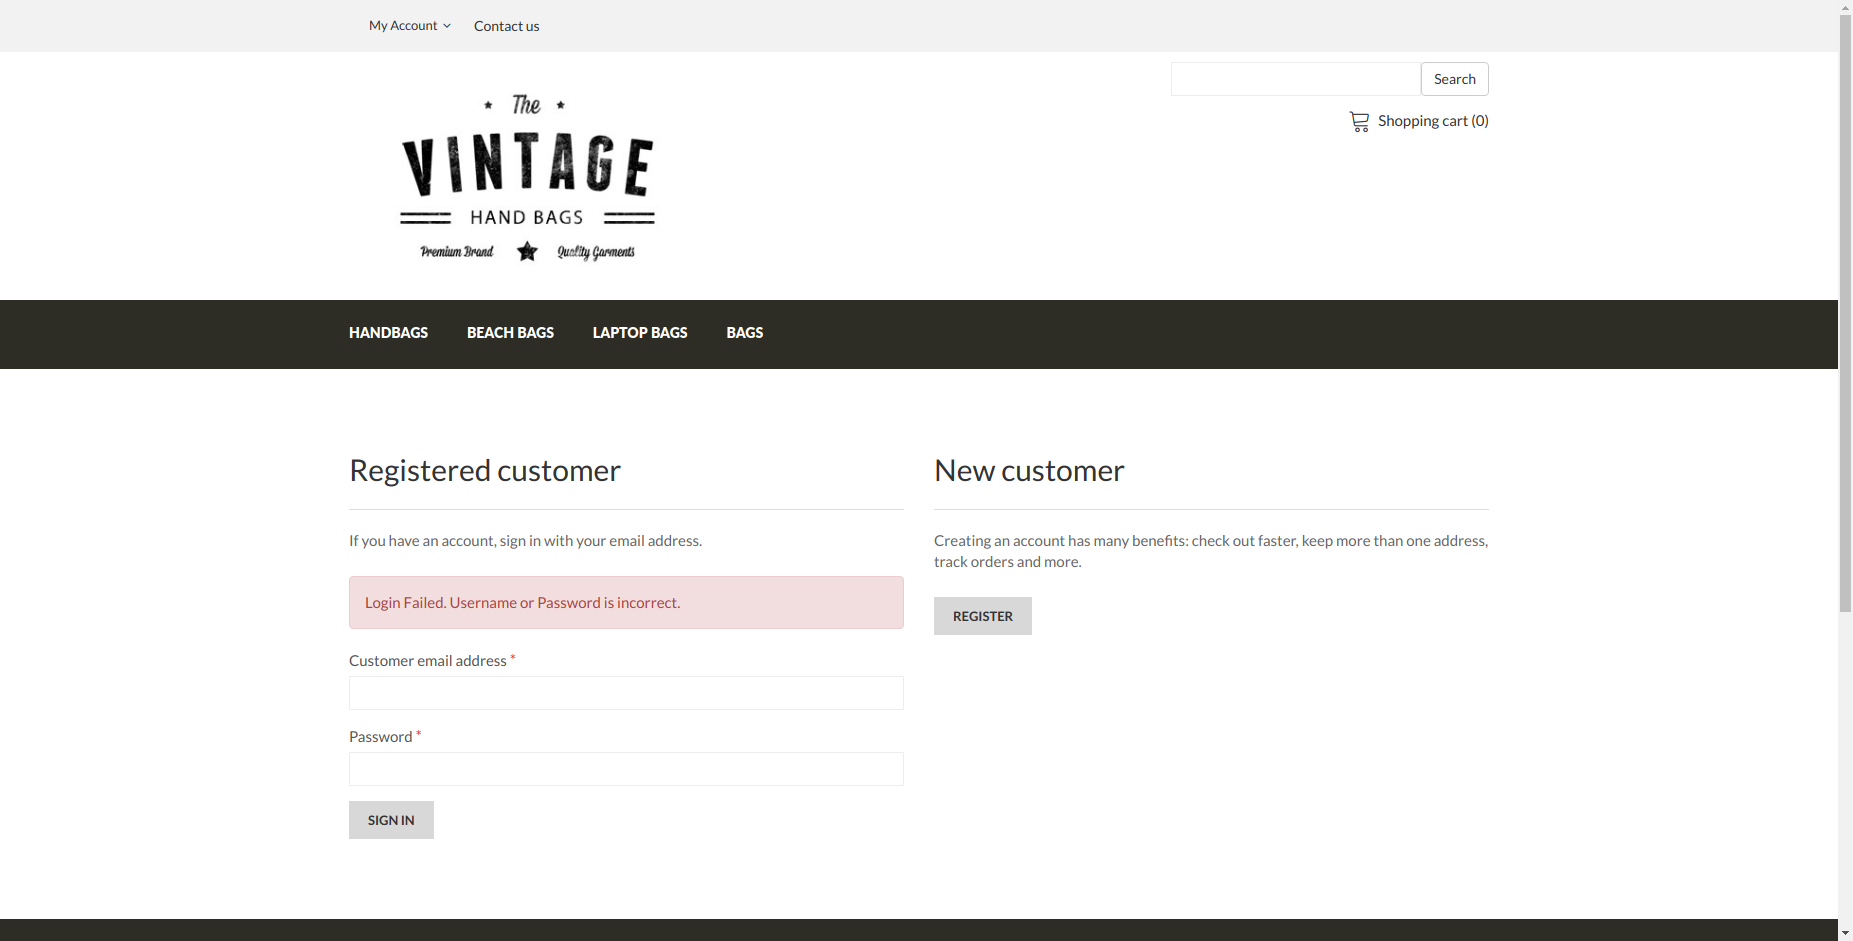 My Account
Contact us
Search
Shopping cart (0)
The
VINTAGE
HAND BAGS
Premium Brand
Quality Garments
HANDBAGS
BEACH BAGS
LAPTOP BAGS
BAGS
Registered customer
If you have an account, sign in with your email address.
Login Failed. Username or Password is incorrect.
Customer email address *
Password *
SIGN IN
New customer
Creating an account has many benefits: check out faster, keep more than one address,
track orders and more.
REGISTER